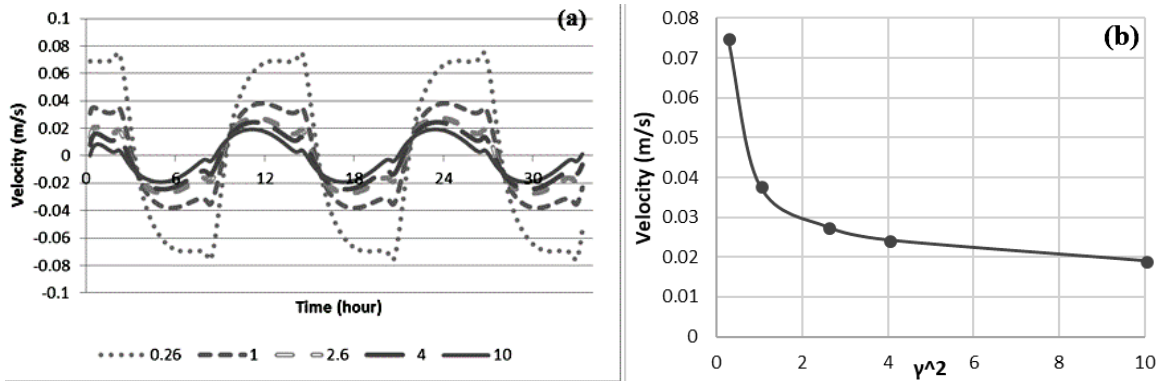 (a)
0.1
0.08
0.06
0.04
0.02
0
-0.02
-0.04
-0.06
-0.08
-0.1
Velocity (m/s)
0 6 12 18 24 30
Time (hour)
0.26 1 2.6 4 10
(b)
0.08
0.07
0.06
0.05
0.04
0.03
0.02
0.01
0
Velocity (m/s)
0 2 4 6 8 10
γ^2